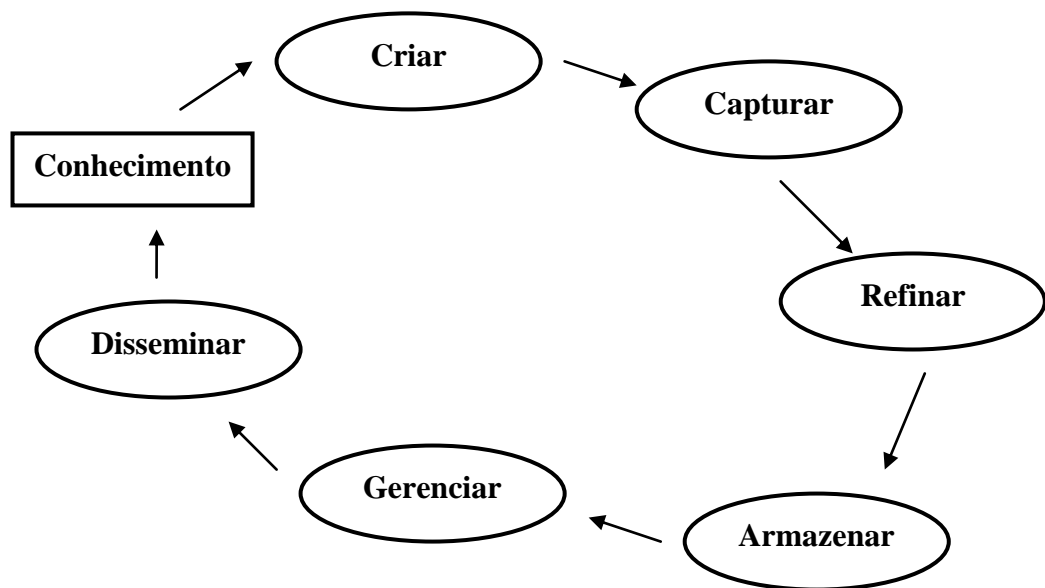 Criar
Capturar
Conhecimento
Refinar
Disseminar
Gerenciar
Armazenar